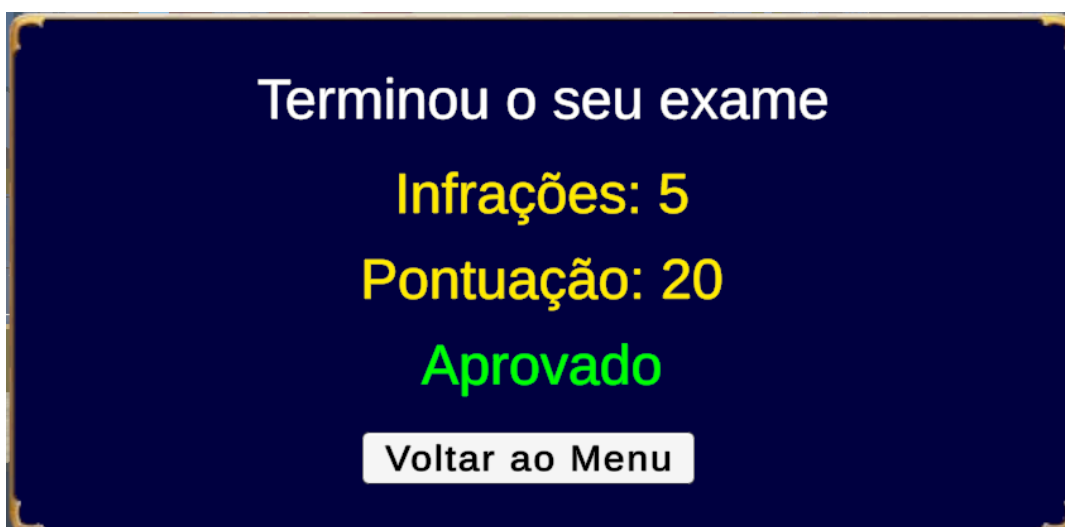 Terminou o seu exame
Infrações: 5
Pontuação: 20
Aprovado
Voltar ao Menu